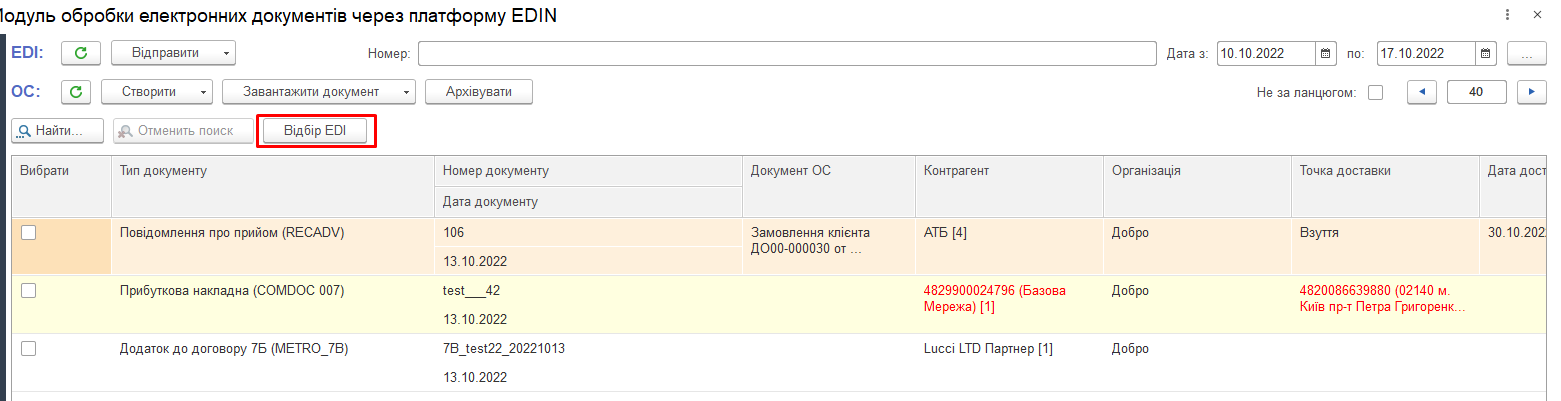 Модуль обробки електронних документів через платформу EDIN
EDI: Відправити Номер: Дата з: 10.10.2022 по: 17.10.2022 ...
ОС: Створити Завантажити документ Архівувати Не за ланцюгом: 40
Найти... Отменить поиск Відбір EDI
Вибрати Тип документу Номер документу Документ ОС Контрагент Організація Точка доставки Дата дост
Дата документу
Повідомлення про прийом (RECADV) 106 Замовлення клієнта АТБ [4] Добро Взуття 30.10.202
ДО00-000030 от ...
13.10.2022
Прибуткова накладна (COMDOC 007) test___42 4829900024796 (Базова Добро 4820086639880 (02140 м.
Мережа) [1] Київ пр-т Петра Григоренк...
13.10.2022
Додаток до договору 7Б (METRO_7B) 7B_test22_20221013 Lucci LTD Партнер [1] Добро
13.10.2022